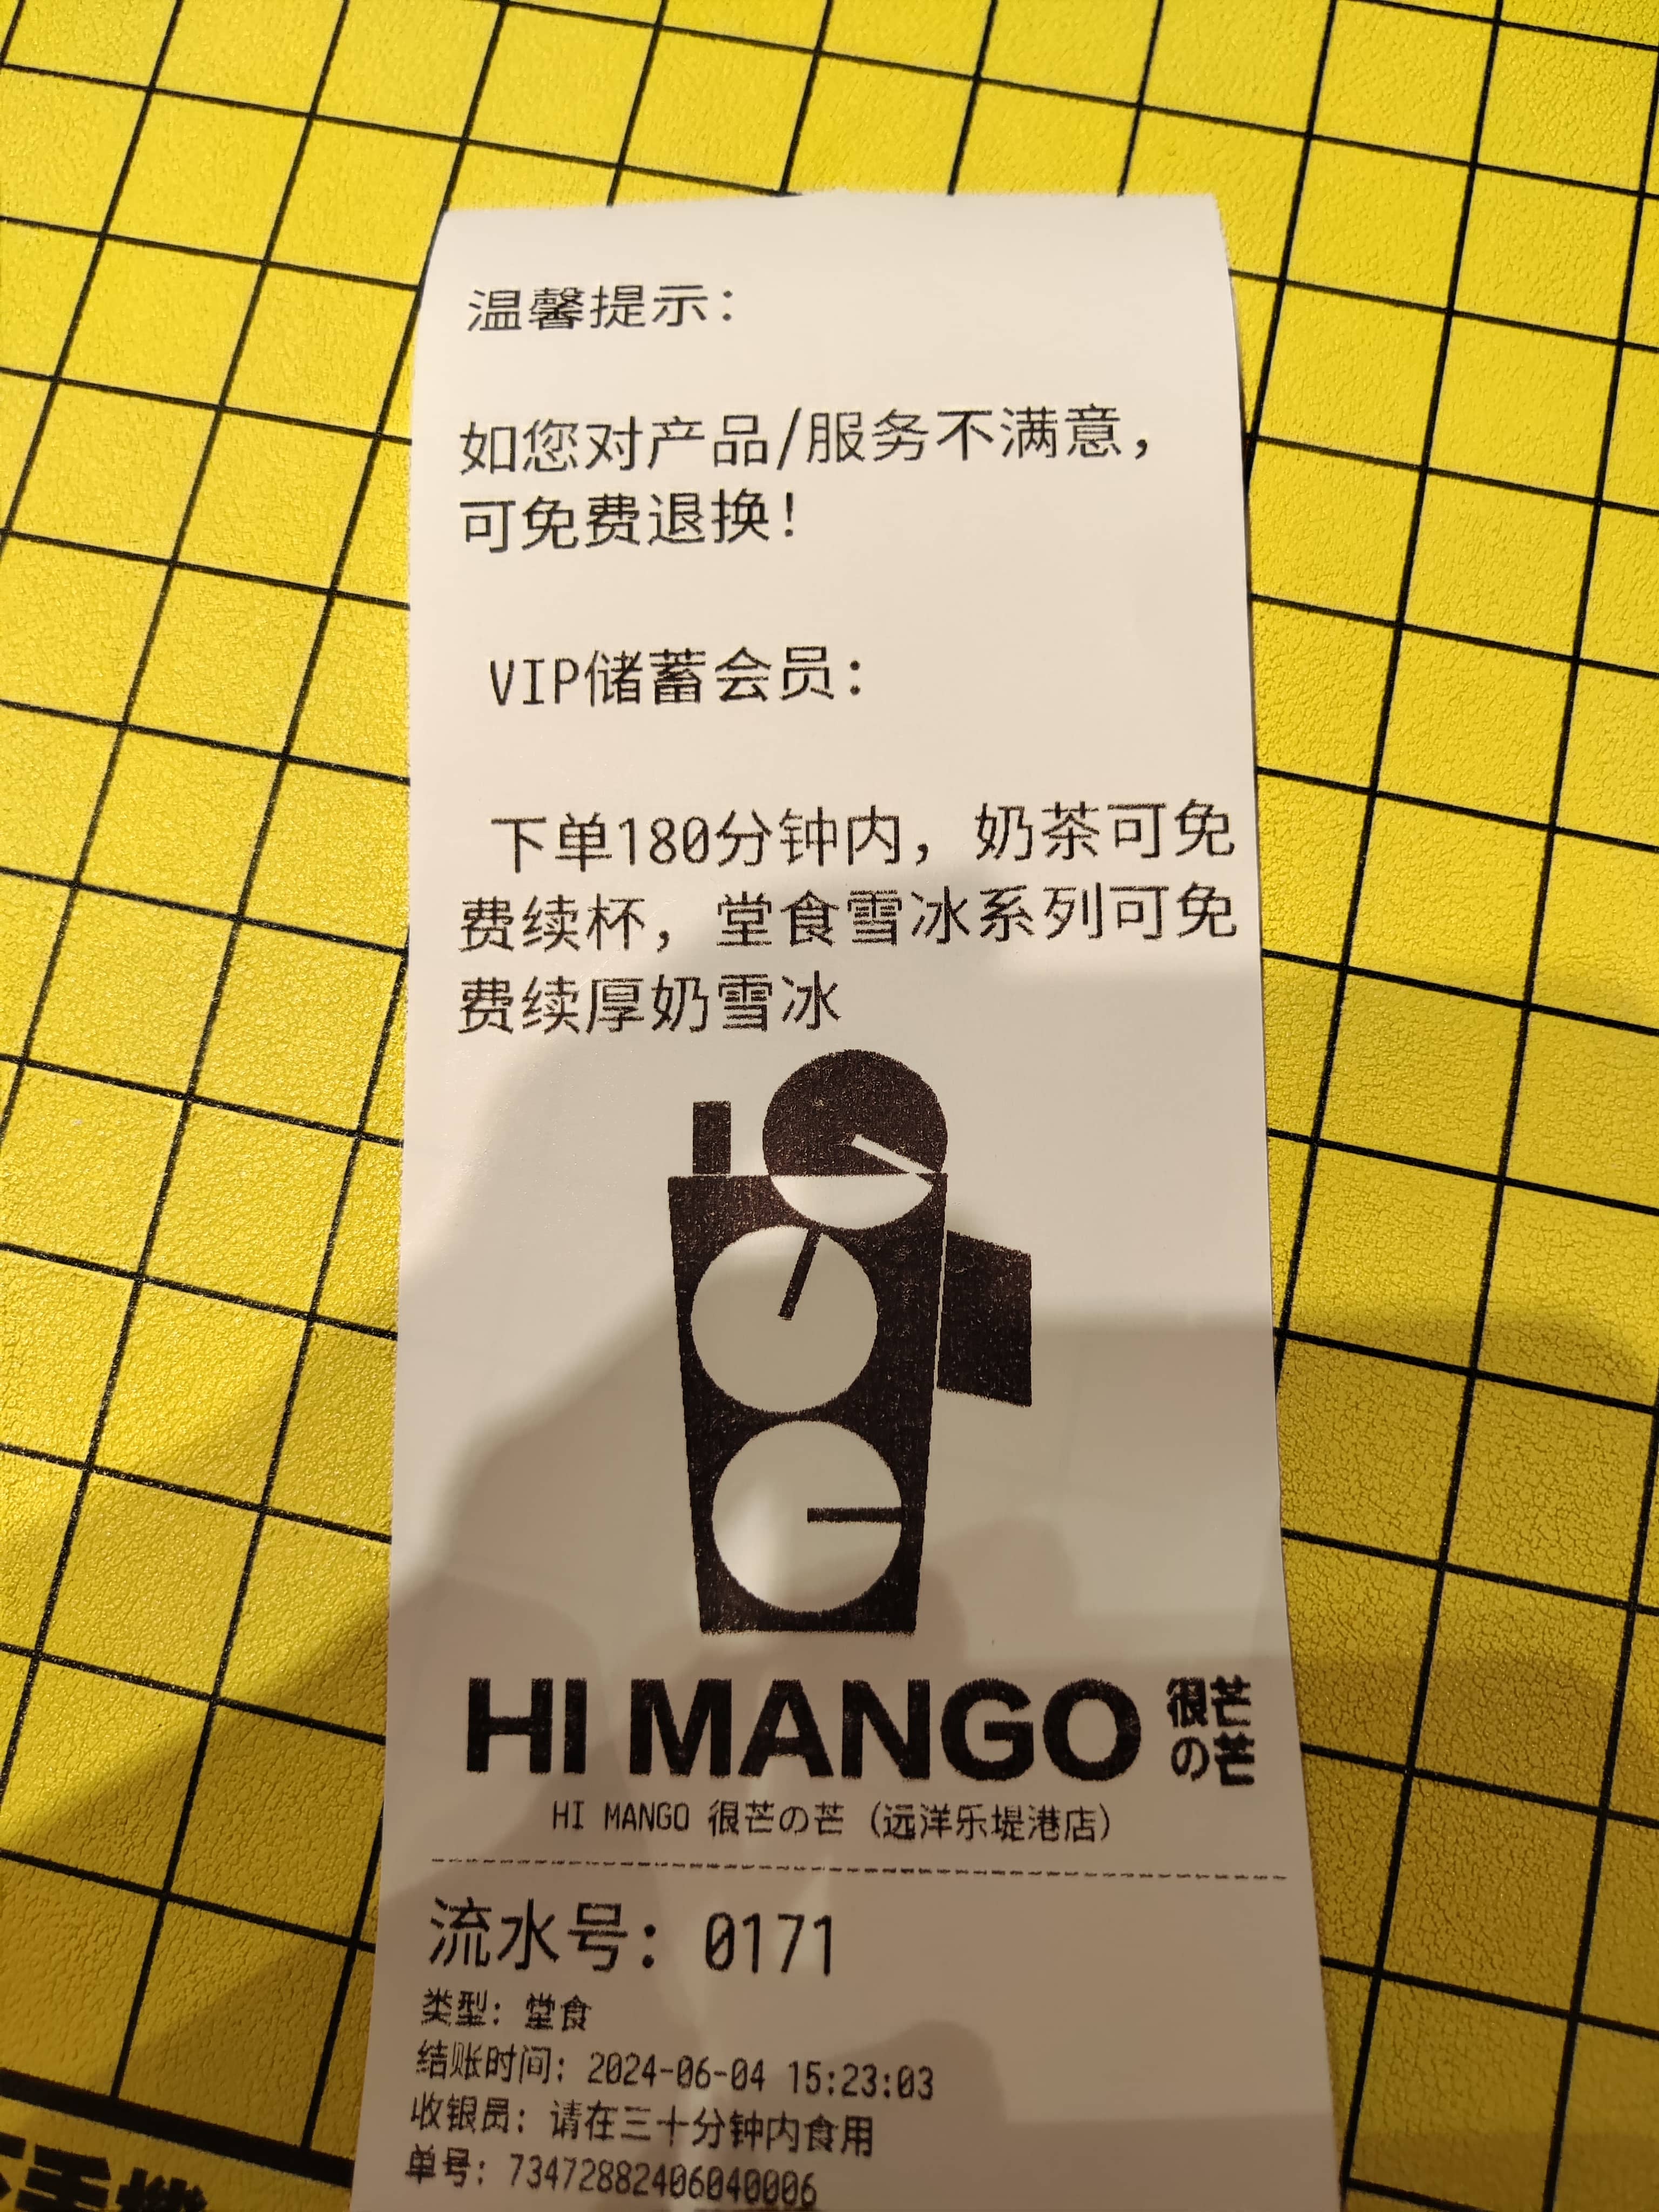 温馨提示：
如您对产品/服务不满意，
可免费退换！
VIP储蓄会员：
下单180分钟内，奶茶可免
费续杯，堂食雪冰系列可免
费续厚奶雪冰
HI MANGO 很芒
の芒
HI MANGO 很芒の芒（远洋乐堤港店）
流水号：0171
类型：堂食
结账时间：2024-06-04 15:23:03
收银员：请在三十分钟内食用
单号：73472882406040006